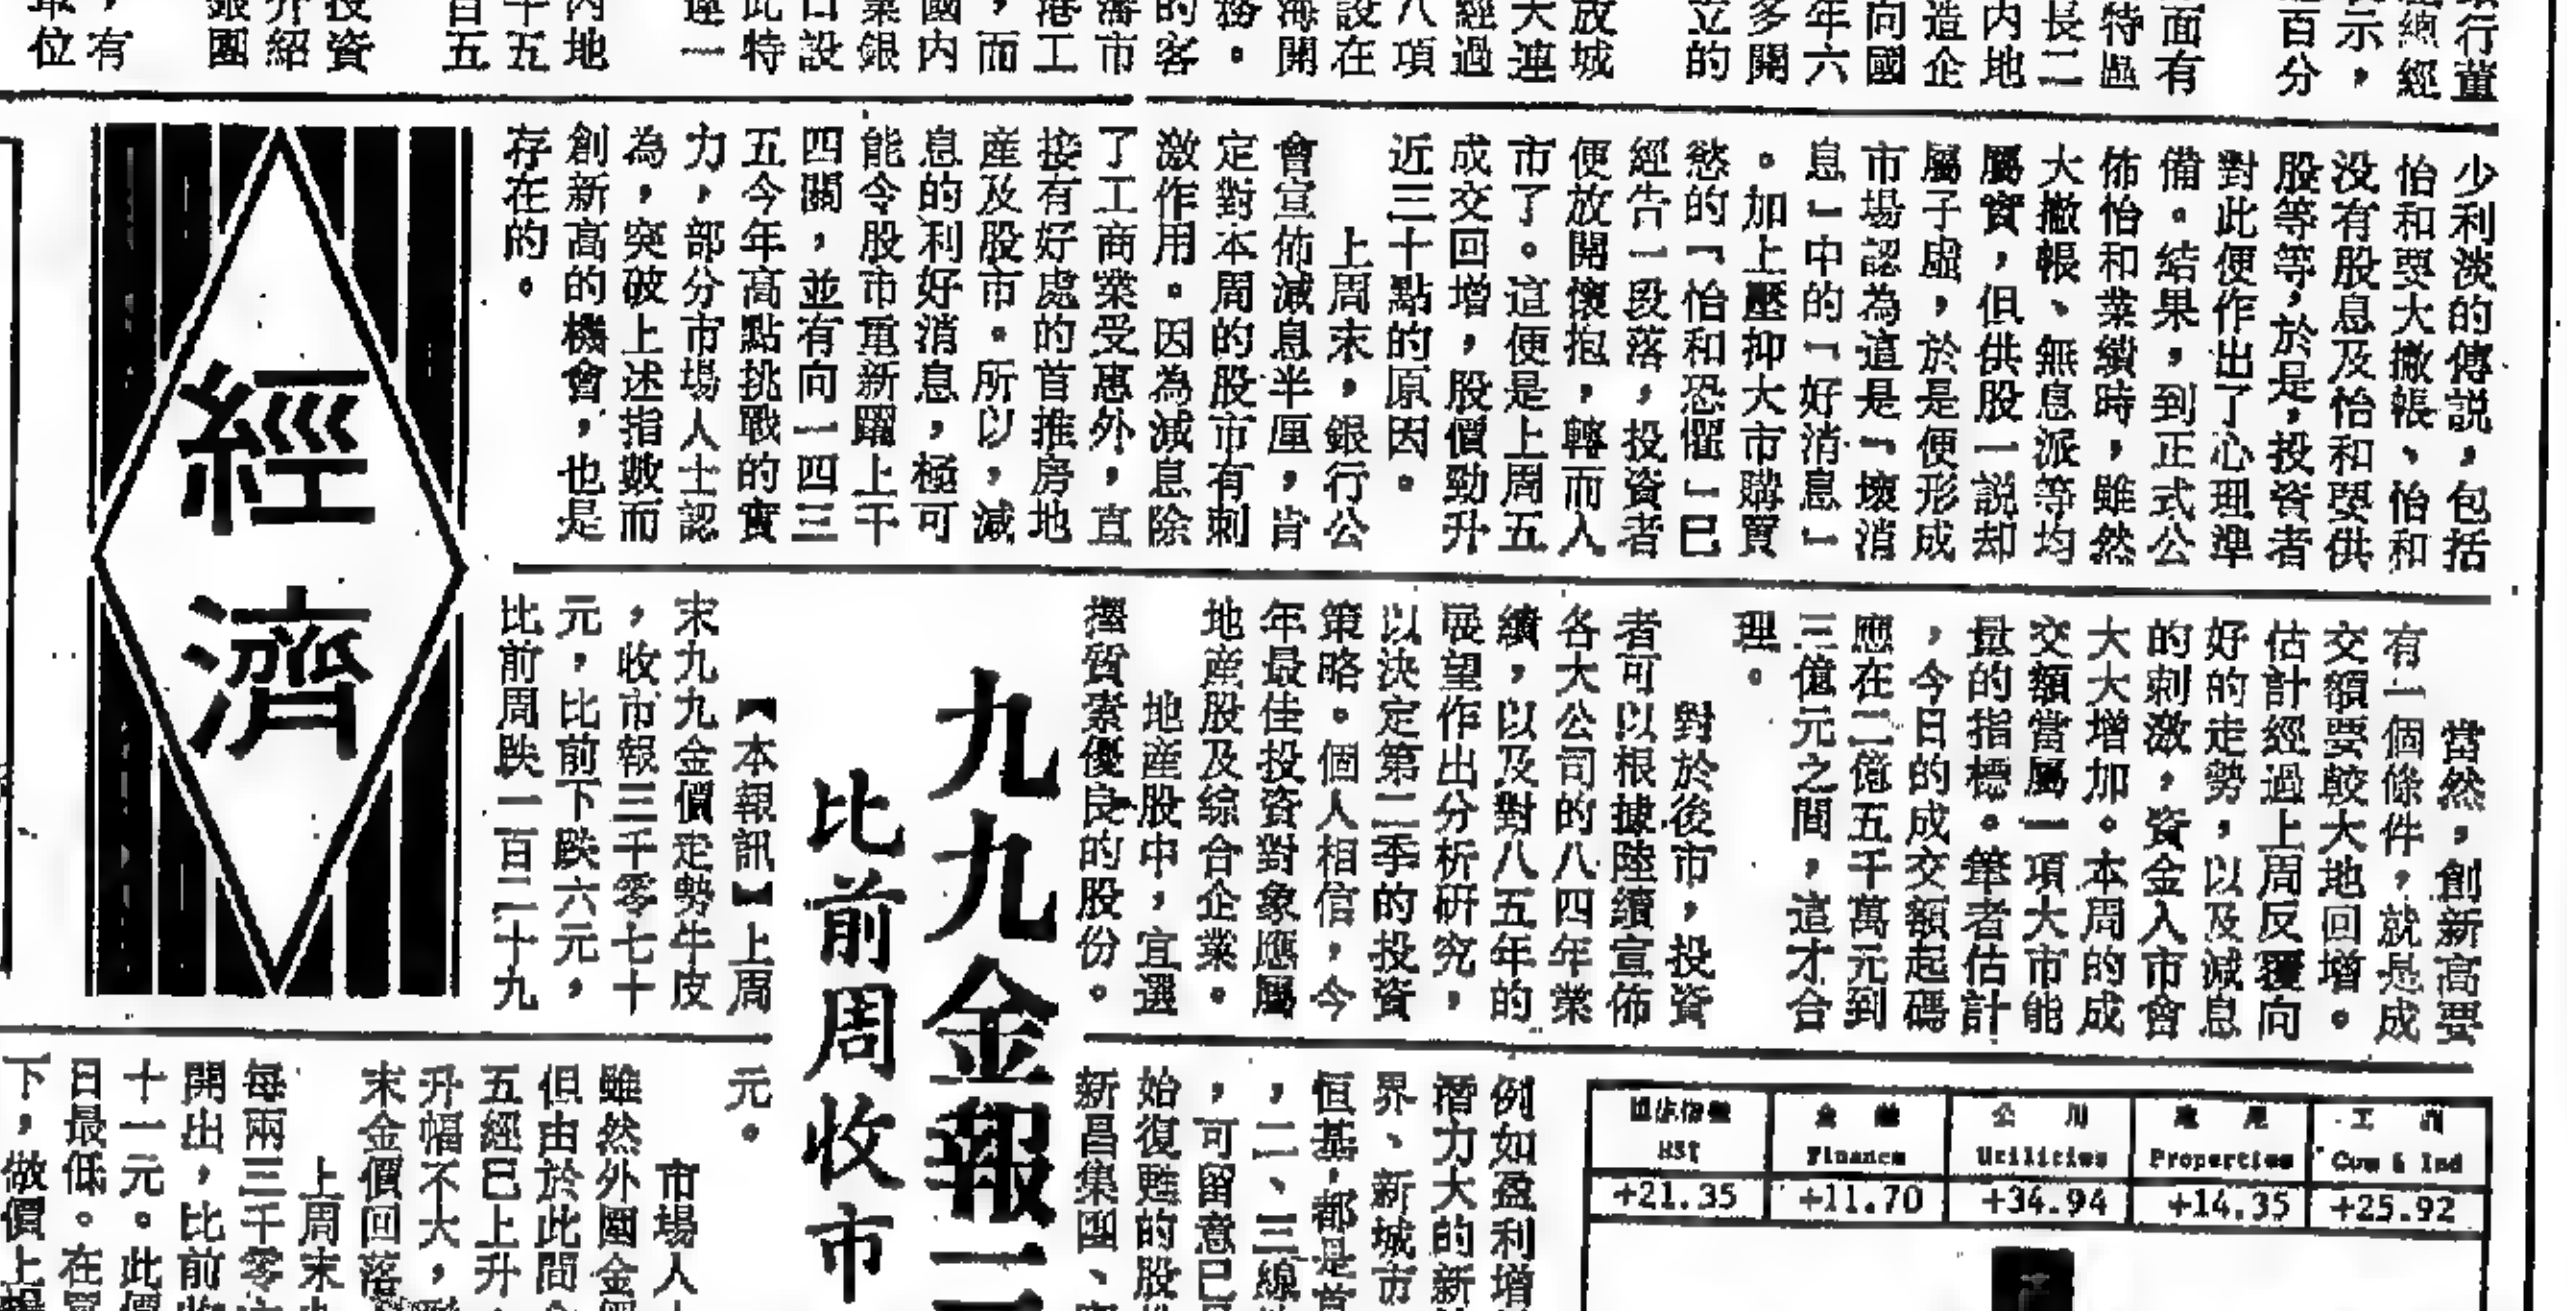 少利淡的傳説，包括
怡和要大撇帳、怡和
没有股息及怡和要供
股等等，於是，投資者
對此便作出了心理準
備。結果，到正式公
佈怡和業績時，雖然
大撇帳、無息派等均
屬實，但供股一説却
屬子虛，於是便形成
市場認為這是「壞消
息」中的「好消息」
。加上壓抑大市購買
慾的「怡和恐懼」已
經告一段落，投資者
便放開懷抱，轉而入
市了。這便是上周五
成交回增，股價勁升
近三十點的原因。
上周末，銀行公
會宣佈減息半厘，肯
定對本周的股市有刺
激作用。因為減息除
了工商業受惠外，直
接有好處的首推房地
產及股市。所以，減
息的利好消息，極可
能令股市重新躍上千
四關，並有向一四三
五今年高點挑戰的實
力，部分市場人士認
為，突破上述指數而
創新高的機會，也是
存在的。
經濟
當然，創新高要
有一個條件，就是成
交額要較大地回增。
估計經過上周反覆向
好的走勢，以及減息
的刺激，資金入市會
大大增加。本周的成
交額當屬一項大市能
量的指標。筆者估計
，今日的成交額起碼
應在二億五千萬元到
三億元之間，這才合
理。
對於後市，投資
者可以根據陸續宣佈
各大公司的八四年業
績，以及對八五年的
展望作出分析研究，
以決定第二季的投資
策略。個人相信，今
年最佳投資對象應屬
地產股及綜合企業。
地產股中，宜選
擇質素優良的股份。
例如盈利增
潛力大的新
界、新城市
恒基，都是首
，二、三線
，可留意已
始復甦的股
新昌集團、
九九金報三
比前周收市
【本報訊】上周
末九九金價走勢牛皮
，收市報三千零七十
元，比前下跌六元，
比前周跌一百二十九
元。
市場人
雖然外圍金
但由於此間
五經已上升
升幅不大，
末金價回落
上周末
每兩三千零
開出，比前
十一元。此價
日最低。在
下，做價上
金融 公用 地產 工商
HSI Finance Utilities Properties Com & Ind
+21.35 +11.70 +34.94 +14.35 +25.92